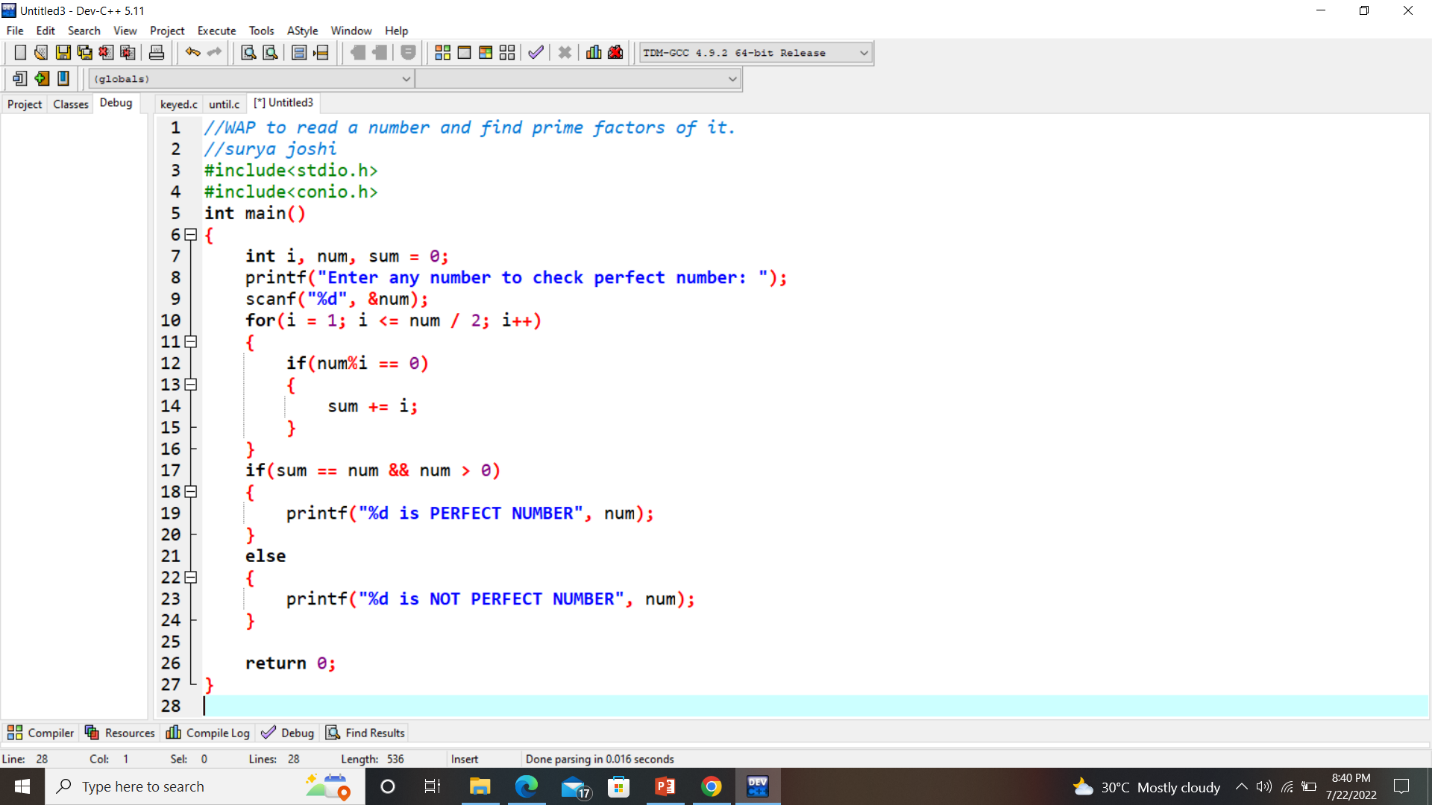 Untitled3 - Dev-C++ 5.11
File Edit Search View Project Execute Tools AStyle Window Help
TDM-GCC 4.9.2 64-bit Release
(globals)
Project Classes Debug keyed.c until.c [*] Untitled3
1 //WAP to read a number and find prime factors of it.
2 //surya joshi
3 #include<stdio.h>
4 #include<conio.h>
5 int main()
6 {
7 int i, num, sum = 0;
8 printf("Enter any number to check perfect number: ");
9 scanf("%d", &num);
10 for(i = 1; i <= num / 2; i++)
11 {
12 if(num%i == 0)
13 {
14 sum += i;
15 }
16 }
17 if(sum == num && num > 0)
18 {
19 printf("%d is PERFECT NUMBER", num);
20 }
21 else
22 {
23 printf("%d is NOT PERFECT NUMBER", num);
24 }
25
26 return 0;
27 }
28
Compiler Resources Compile Log Debug Find Results
Line: 28 Col: 1 Sel: 0 Lines: 28 Length: 536 Insert Done parsing in 0.016 seconds
Type here to search 17 DEV 30°C Mostly cloudy 8:40 PM
7/22/2022